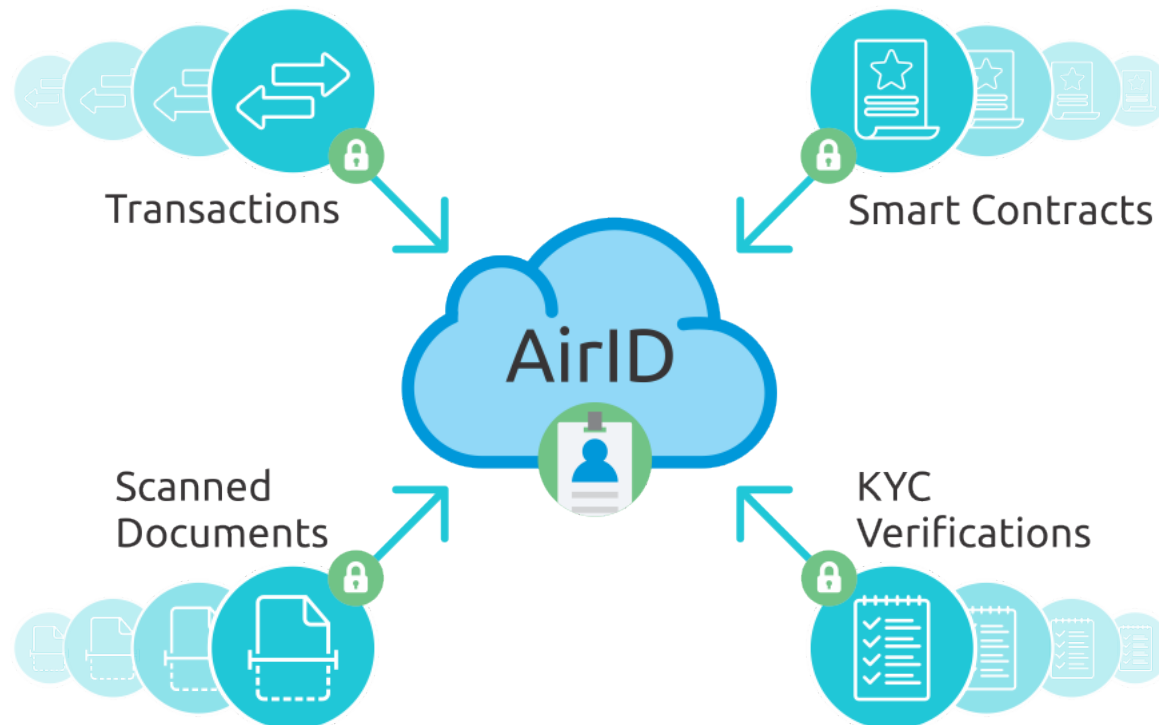 Transactions
Smart Contracts
AirID
Scanned
Documents
KYC
Verifications